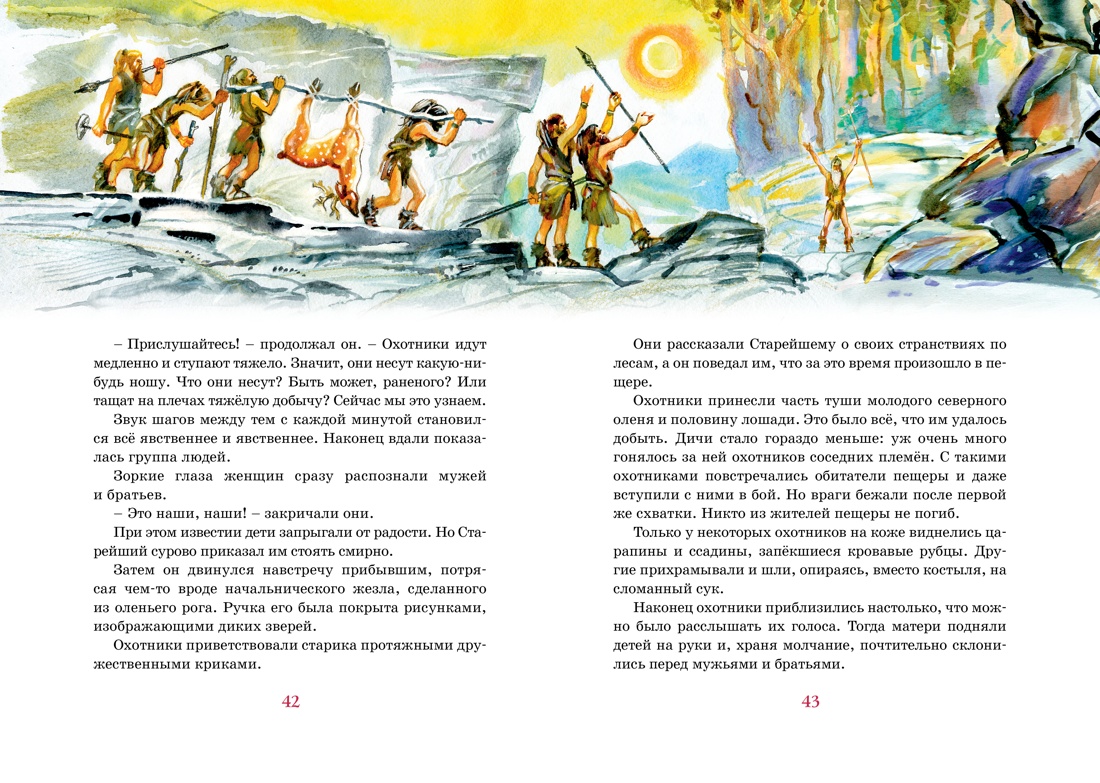 – Прислушайтесь! – продолжал он. – Охотники идут
медленно и ступают тяжело. Значит, они несут какую-ни-
будь ношу. Что они несут? Быть может, раненого? Или
тащат на плечах тяжёлую добычу? Сейчас мы это узнаем.
Звук шагов между тем с каждой минутой становил-
ся всё явственнее и явственнее. Наконец вдали показа-
лась группа людей.
Зоркие глаза женщин сразу распознали мужей
и братьев.
– Это наши, наши! – закричали они.
При этом известии дети запрыгали от радости. Но Ста-
рейший сурово приказал им стоять смирно.
Затем он двинулся навстречу прибывшим, потря-
сая чем-то вроде начальнического жезла, сделанного
из оленьего рога. Ручка его была покрыта рисунками,
изображающими диких зверей.
Охотники приветствовали старика протяжными дру-
жественными криками.
42
Они рассказали Старейшему о своих странствиях по
лесам, а он поведал им, что за это время произошло в пе-
щере.
Охотники принесли часть туши молодого северного
оленя и половину лошади. Это было всё, что им удалось
добыть. Дичи стало гораздо меньше: уж очень много
гонялось за ней охотников соседних племён. С такими
охотниками повстречались обитатели пещеры и даже
вступили с ними в бой. Но враги бежали после первой
же схватки. Никто из жителей пещеры не погиб.
Только у некоторых охотников на коже виднелись ца-
рапины и ссадины, запёкшиеся кровавые рубцы. Дру-
гие прихрамывали и шли, опираясь, вместо костыля, на
сломанный сук.
Наконец охотники приблизились настолько, что мож-
но было расслышать их голоса. Тогда матери подняли
детей на руки и, храня молчание, почтительно склони-
лись перед мужьями и братьями.
43